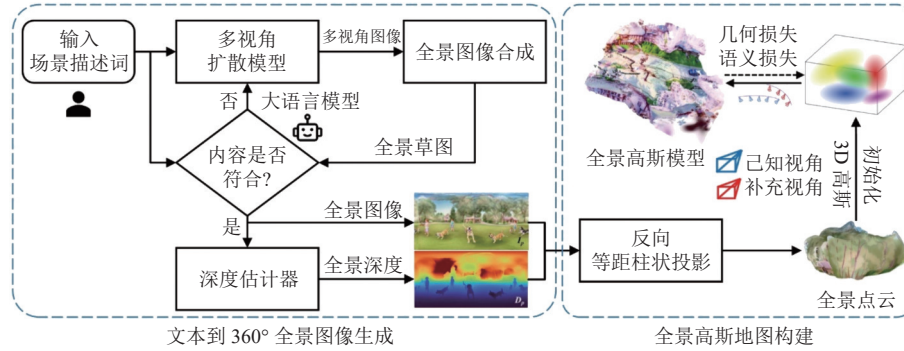 输入
场景描述词
多视角
扩散模型
多视角图像
全景图像合成
否
大语言模型
全景草图
内容是否
符合?
是
全景图像
深度估计器
全景深度
文本到 360° 全景图像生成
几何损失
语义损失
全景高斯模型
已知视角
补充视角
3D 高斯
初始化
反向
等距柱状投影
全景点云
全景高斯地图构建